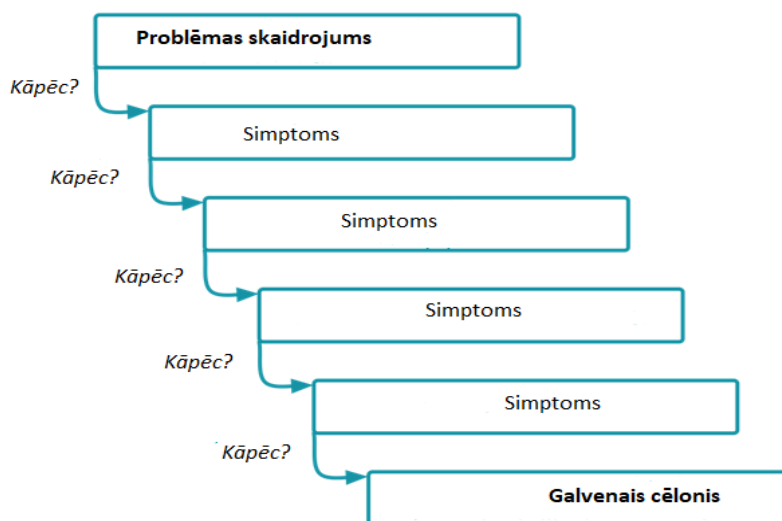 Problēmas skaidrojums
Kāpēc?
Simptoms
Kāpēc?
Simptoms
Kāpēc?
Simptoms
Kāpēc?
Simptoms
Kāpēc?
Galvenais cēlonis